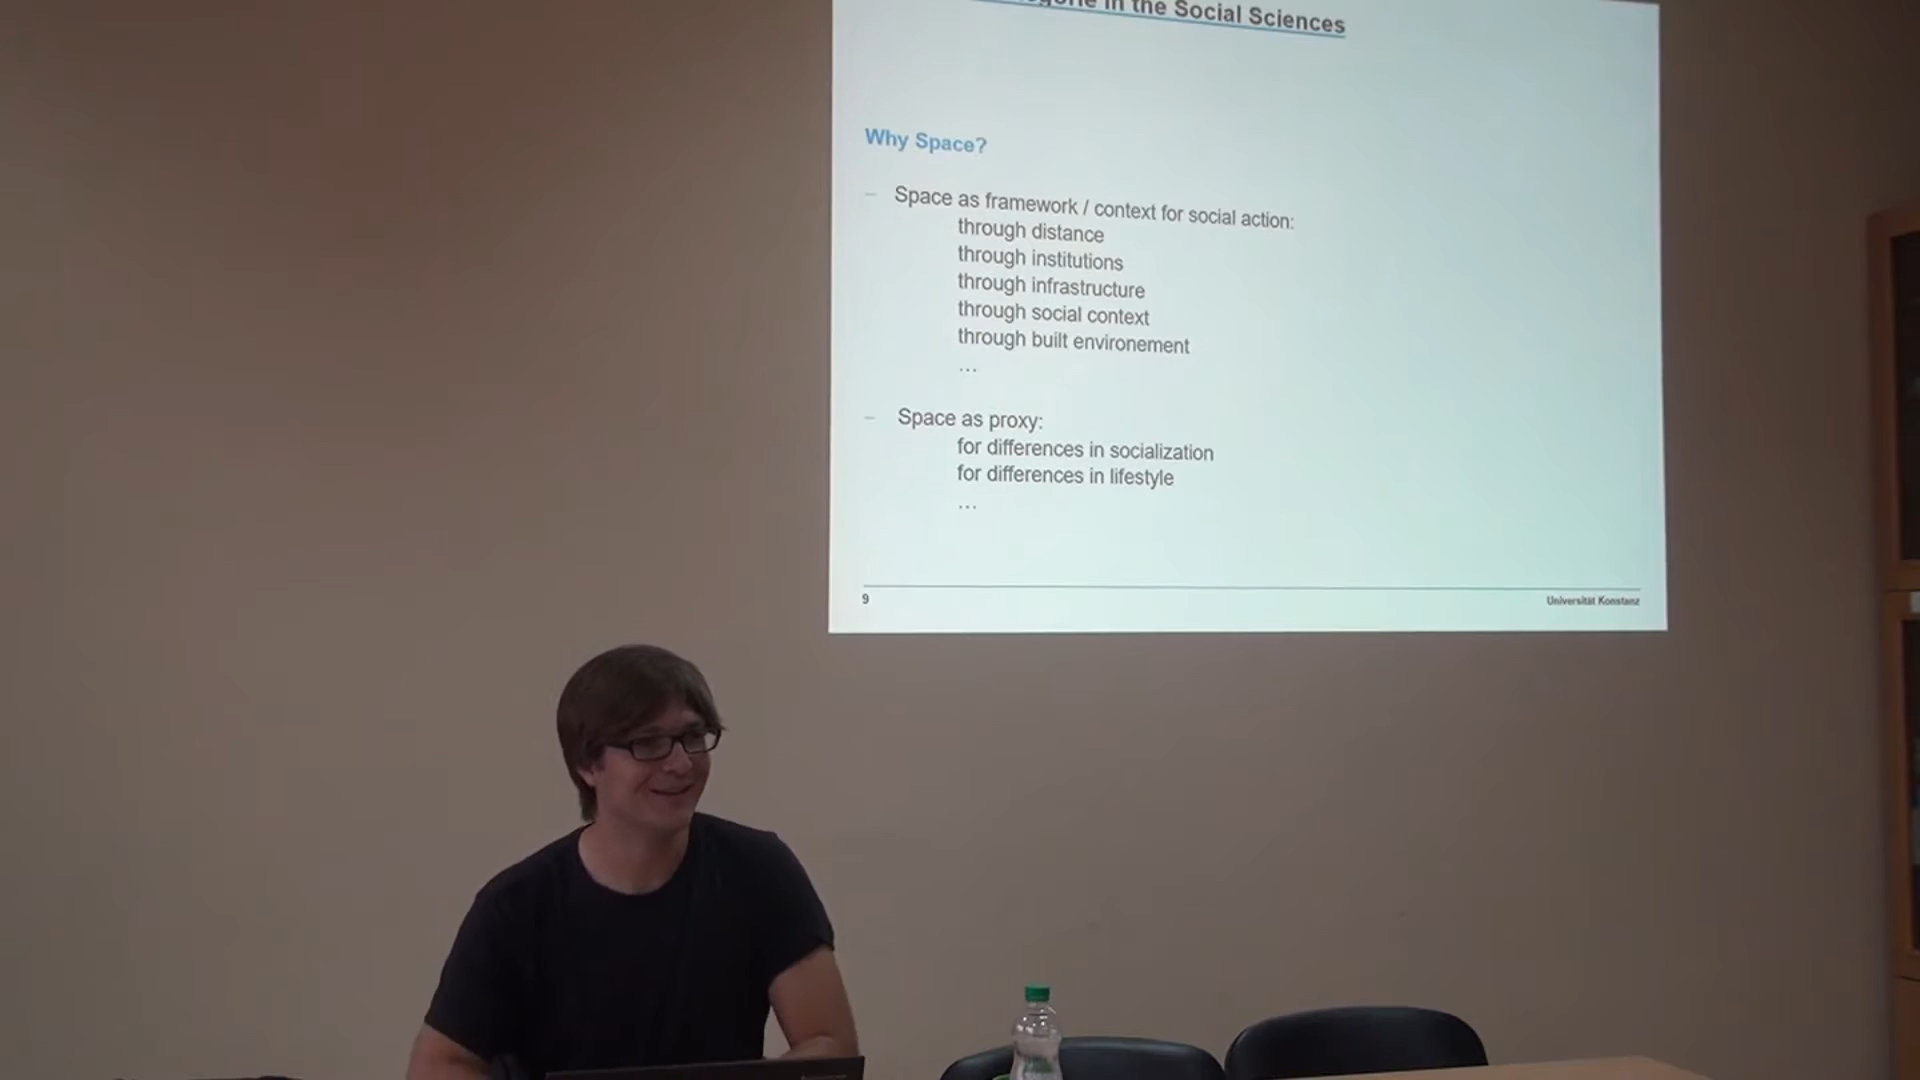 in the Social Sciences
Why Space?
– Space as framework / context for social action:
through distance
through institutions
through infrastructure
through social context
through built environement
…
– Space as proxy:
for differences in socialization
for differences in lifestyle
…
9
Universität Konstanz